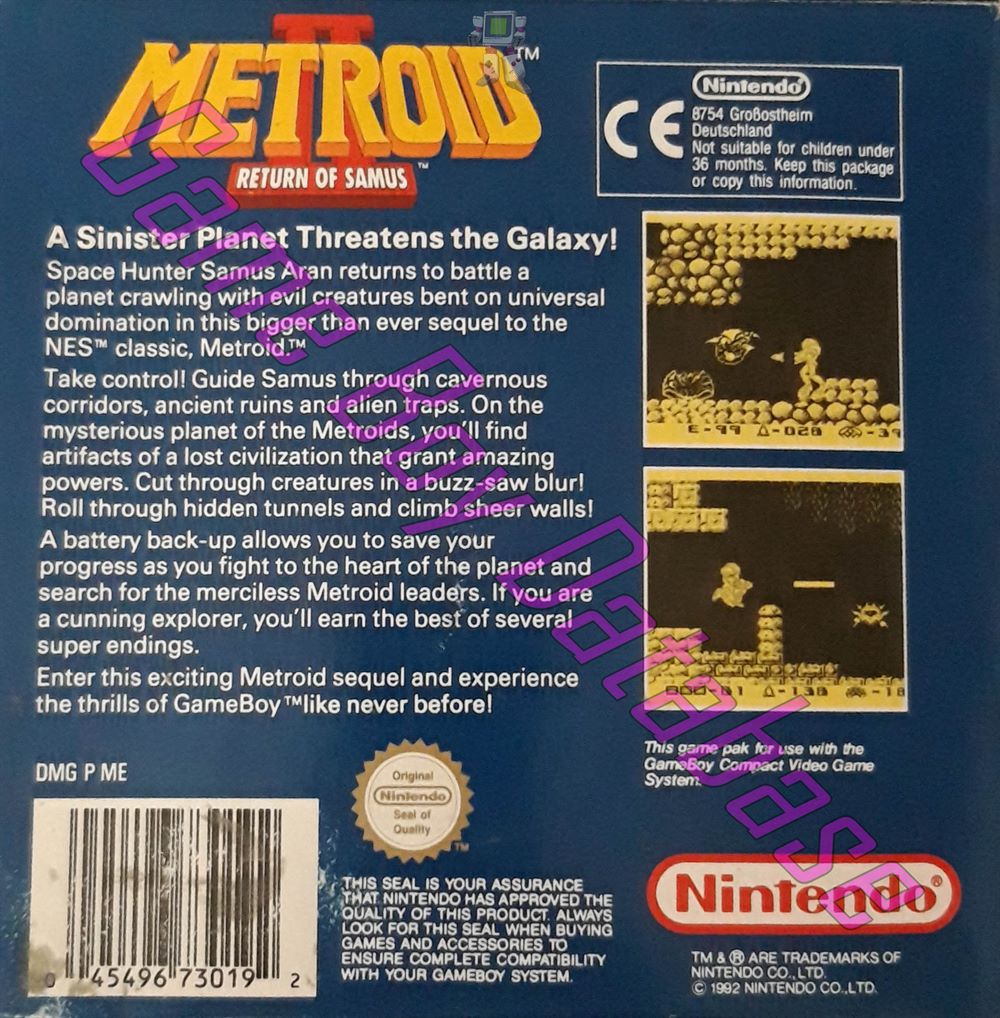 METROID™
II
RETURN OF SAMUS™
Nintendo
CE 8754 Großostheim
Deutschland
Not suitable for children under
36 months. Keep this package
or copy this information.
A Sinister Planet Threatens the Galaxy!
Space Hunter Samus Aran returns to battle a
planet crawling with evil creatures bent on universal
domination in this bigger than ever sequel to the
NES™ classic, Metroid.™
Take control! Guide Samus through cavernous
corridors, ancient ruins and alien traps. On the
mysterious planet of the Metroids, you'll find
artifacts of a lost civilization that grant amazing
powers. Cut through creatures in a buzz-saw blur!
Roll through hidden tunnels and climb sheer walls!
A battery back-up allows you to save your
progress as you fight to the heart of the planet and
search for the merciless Metroid leaders. If you are
a cunning explorer, you'll earn the best of several
super endings.
Enter this exciting Metroid sequel and experience
the thrills of GameBoy™like never before!
E-99 -028 -39
-138 -18
This game pak for use with the
GameBoy Compact Video Game
System.
DMG P ME
Original
Nintendo
Seal of
Quality
™
THIS SEAL IS YOUR ASSURANCE
THAT NINTENDO HAS APPROVED THE
QUALITY OF THIS PRODUCT. ALWAYS
LOOK FOR THIS SEAL WHEN BUYING
GAMES AND ACCESSORIES TO
ENSURE COMPLETE COMPATIBILITY
WITH YOUR GAMEBOY SYSTEM.
0 45496 73019 2
Nintendo®
TM & ® ARE TRADEMARKS OF
NINTENDO CO., LTD.
© 1992 NINTENDO CO., LTD.
Game Boy Database